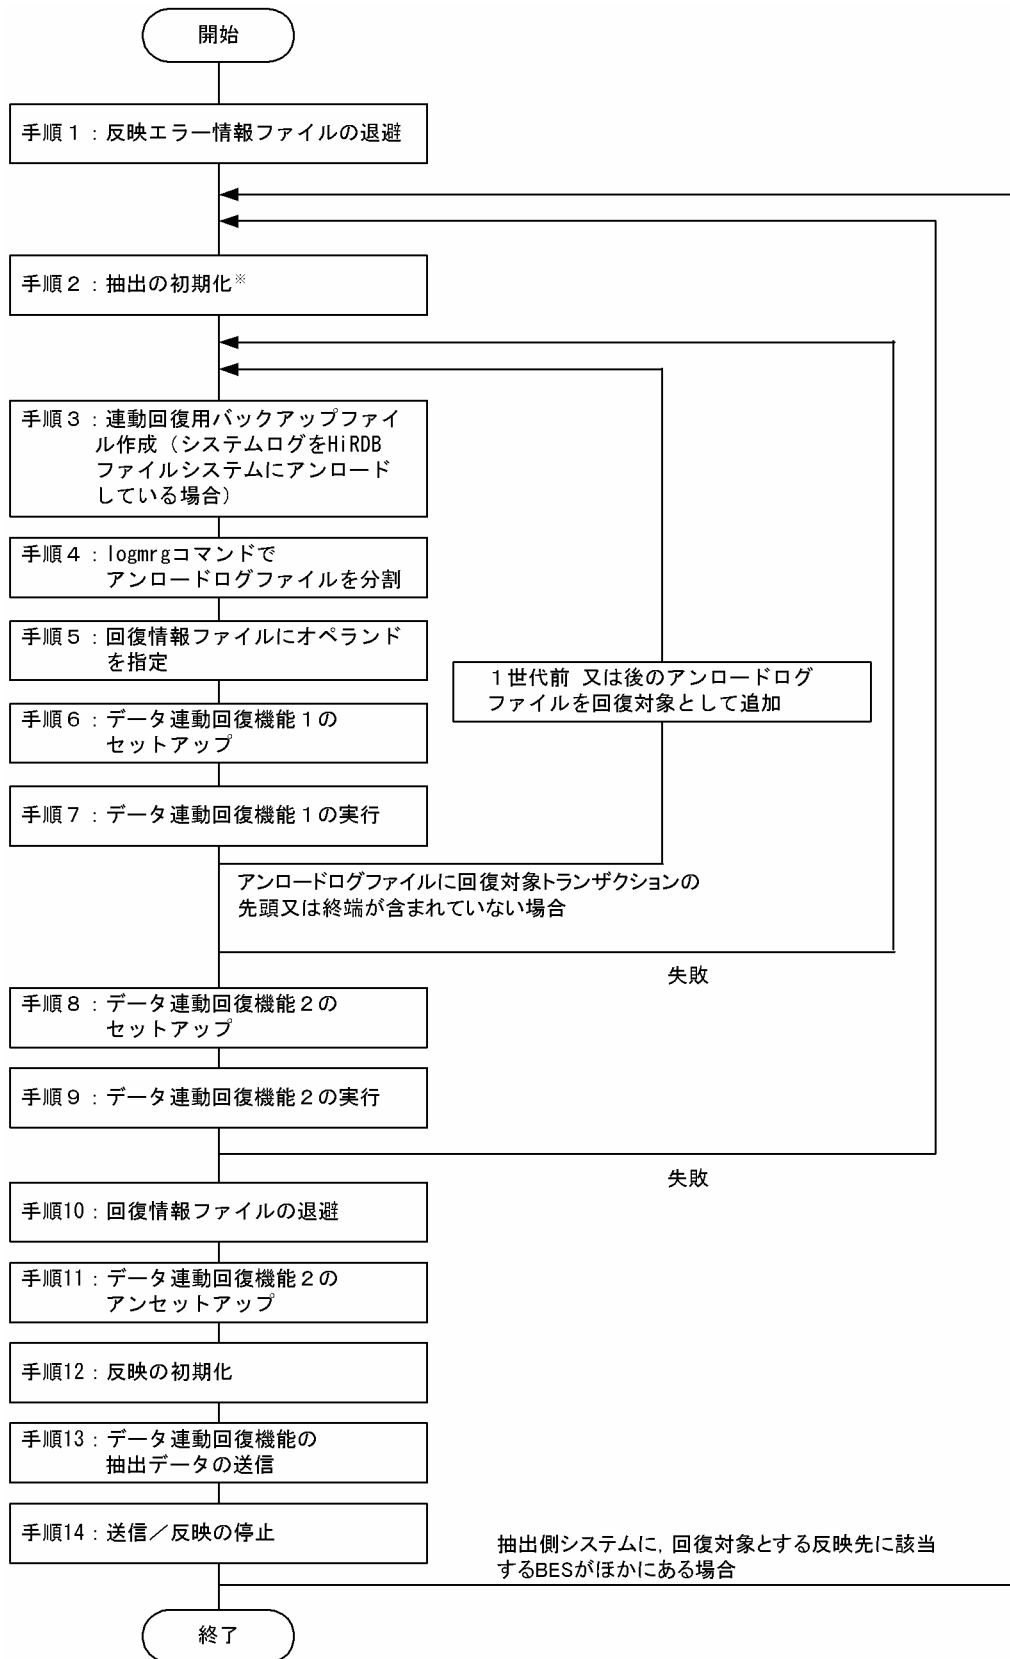 開始
手順１：反映エラー情報ファイルの退避
手順２：抽出の初期化※
手順３：連動回復用バックアップファイ
ル作成（システムログをHiRDB
ファイルシステムにアンロード
している場合）
手順４：logmrgコマンドで
アンロードログファイルを分割
手順５：回復情報ファイルにオペランド
を指定
１世代前 又は後のアンロードログ
ファイルを回復対象として追加
手順６：データ連動回復機能１の
セットアップ
手順７：データ連動回復機能１の実行
アンロードログファイルに回復対象トランザクションの
先頭又は終端が含まれていない場合
失敗
手順８：データ連動回復機能２の
セットアップ
手順９：データ連動回復機能２の実行
失敗
手順10：回復情報ファイルの退避
手順11：データ連動回復機能２の
アンセットアップ
手順12：反映の初期化
手順13：データ連動回復機能の
抽出データの送信
手順14：送信／反映の停止
抽出側システムに，回復対象とする反映先に該当
するBESがほかにある場合
終了